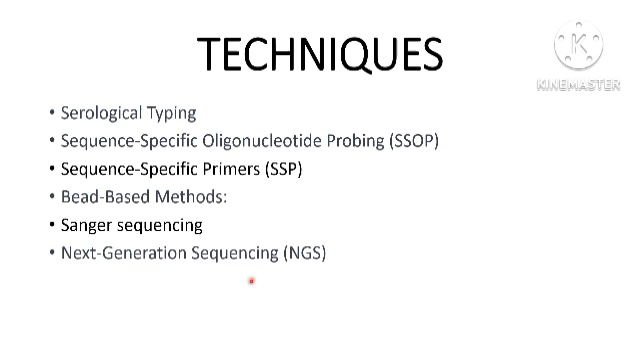 TECHNIQUES
K
KINEMASTER
• Serological Typing
• Sequence-Specific Oligonucleotide Probing (SSOP)
• Sequence-Specific Primers (SSP)
• Bead-Based Methods:
• Sanger sequencing
• Next-Generation Sequencing (NGS)